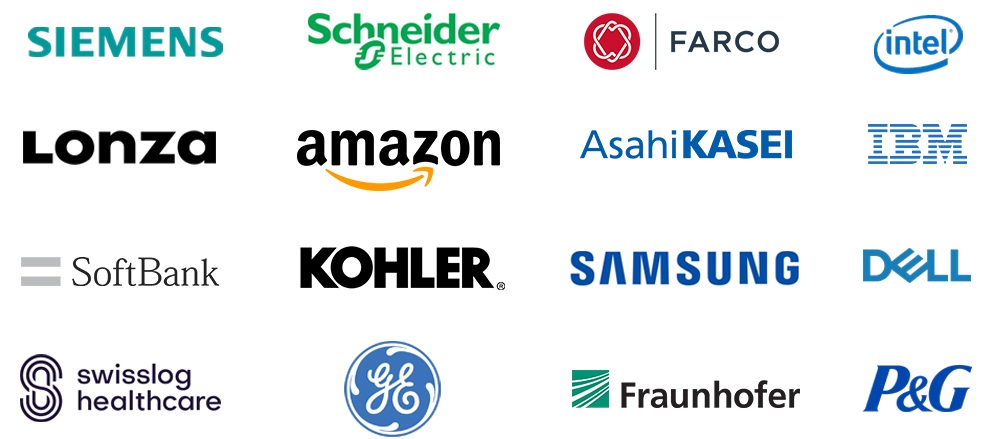 SIEMENS
Schneider
Electric
FARCO
intel
Lonza
amazon
AsahiKASEI
IBM
SoftBank
KOHLER®
SAMSUNG
DELL
swisslog
healthcare
GE
Fraunhofer
P&G